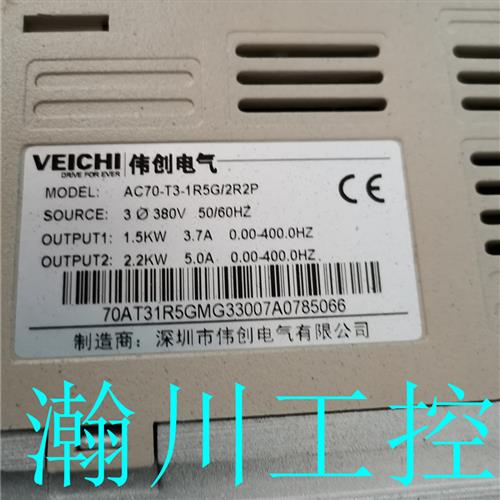 VEICHI 伟创电气
DRIVE FOR EVER
MODEL: AC70-T3-1R5G/2R2P
SOURCE: 3 Ø 380V 50/60HZ
OUTPUT1: 1.5KW 3.7A 0.00-400.0HZ
OUTPUT2: 2.2KW 5.0A 0.00-400.0HZ
CE
70AT31R5GMG33007A0785066
制造商: 深圳市伟创电气有限公司
瀚川工控